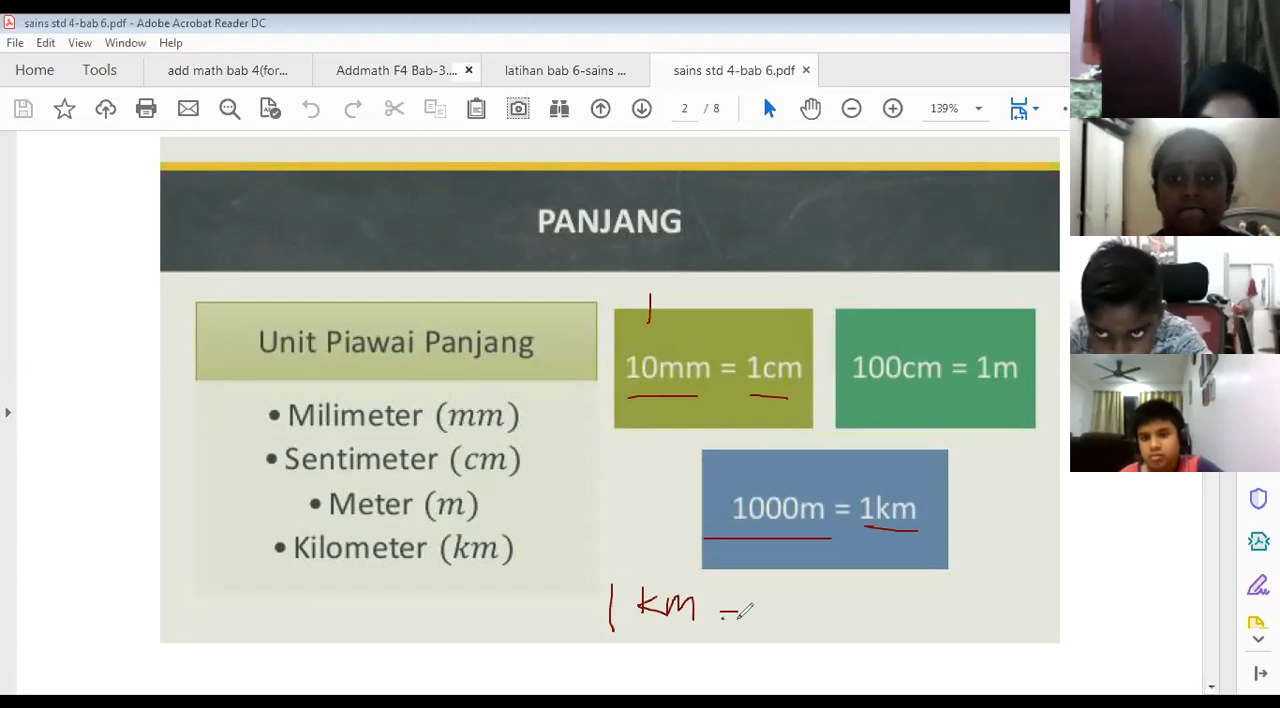 sains std 4-bab 6.pdf - Adobe Acrobat Reader DC
File Edit View Window Help
Home Tools add math bab 4(for... Addmath F4 Bab-3.... latihan bab 6-sains ... sains std 4-bab 6.pdf
2 / 8 139%
PANJANG
Unit Piawai Panjang
• Milimeter (mm)
• Sentimeter (cm)
• Meter (m)
• Kilometer (km)
10mm = 1cm
100cm = 1m
1000m = 1km
1 km =